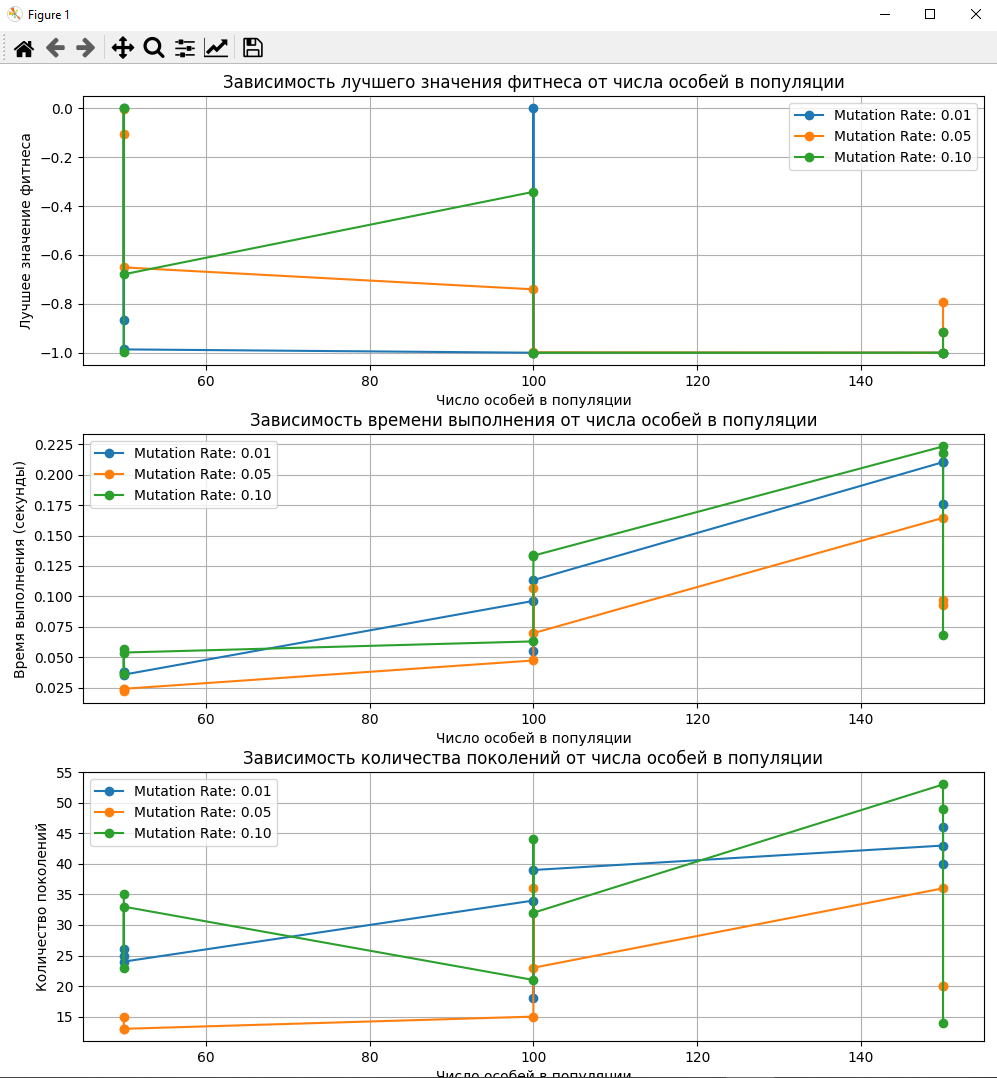 Figure 1
Зависимость лучшего значения фитнеса от числа особей в популяции
Лучшее значение фитнеса
0.0
−0.2
−0.4
−0.6
−0.8
−1.0
Mutation Rate: 0.01
Mutation Rate: 0.05
Mutation Rate: 0.10
60 80 100 120 140
Число особей в популяции
Зависимость времени выполнения от числа особей в популяции
Время выполнения (секунды)
0.225
0.200
0.175
0.150
0.125
0.100
0.075
0.050
0.025
Mutation Rate: 0.01
Mutation Rate: 0.05
Mutation Rate: 0.10
60 80 100 120 140
Число особей в популяции
Зависимость количества поколений от числа особей в популяции
Количество поколений
55
50
45
40
35
30
25
20
15
Mutation Rate: 0.01
Mutation Rate: 0.05
Mutation Rate: 0.10
60 80 100 120 140
Число особей в популяции